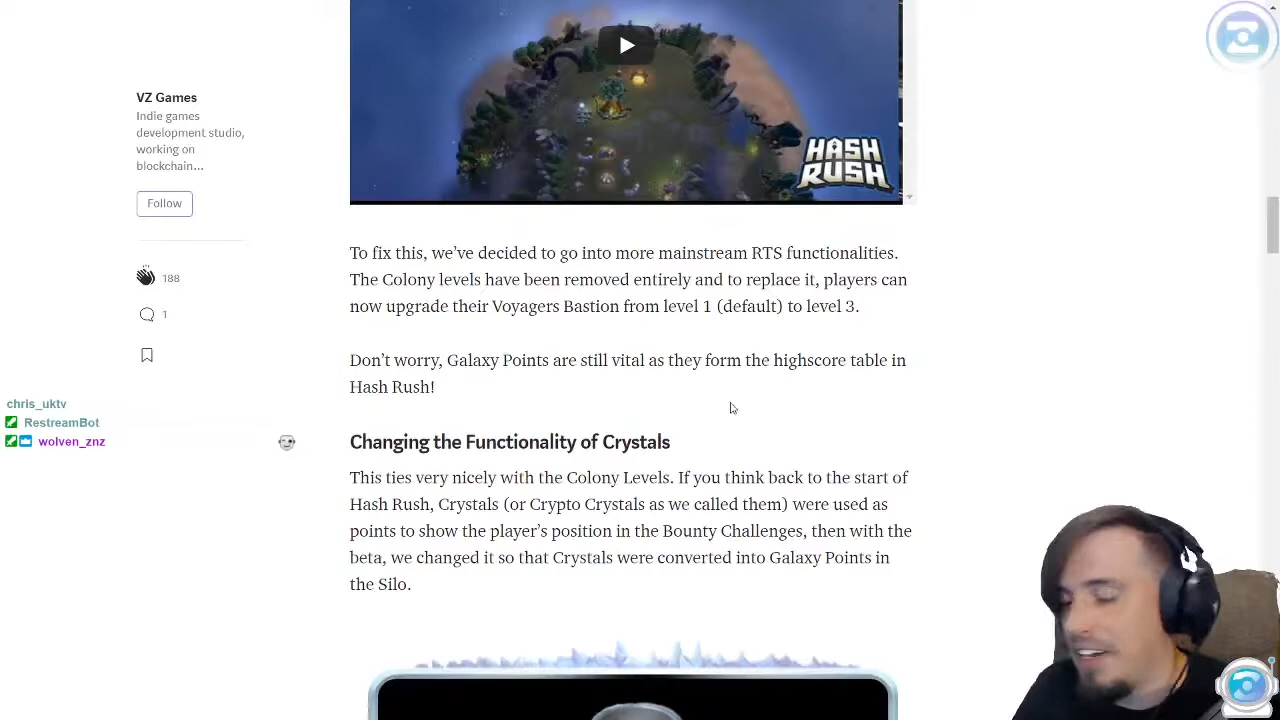 HASH
RUSH
VZ Games
Indie games
development studio,
working on
blockchain...
Follow
188
1
To fix this, we’ve decided to go into more mainstream RTS functionalities.
The Colony levels have been removed entirely and to replace it, players can
now upgrade their Voyagers Bastion from level 1 (default) to level 3.
Don’t worry, Galaxy Points are still vital as they form the highscore table in
Hash Rush!
chris_uktv
RestreamBot
wolven_znz
Changing the Functionality of Crystals
This ties very nicely with the Colony Levels. If you think back to the start of
Hash Rush, Crystals (or Crypto Crystals as we called them) were used as
points to show the player’s position in the Bounty Challenges, then with the
beta, we changed it so that Crystals were converted into Galaxy Points in
the Silo.